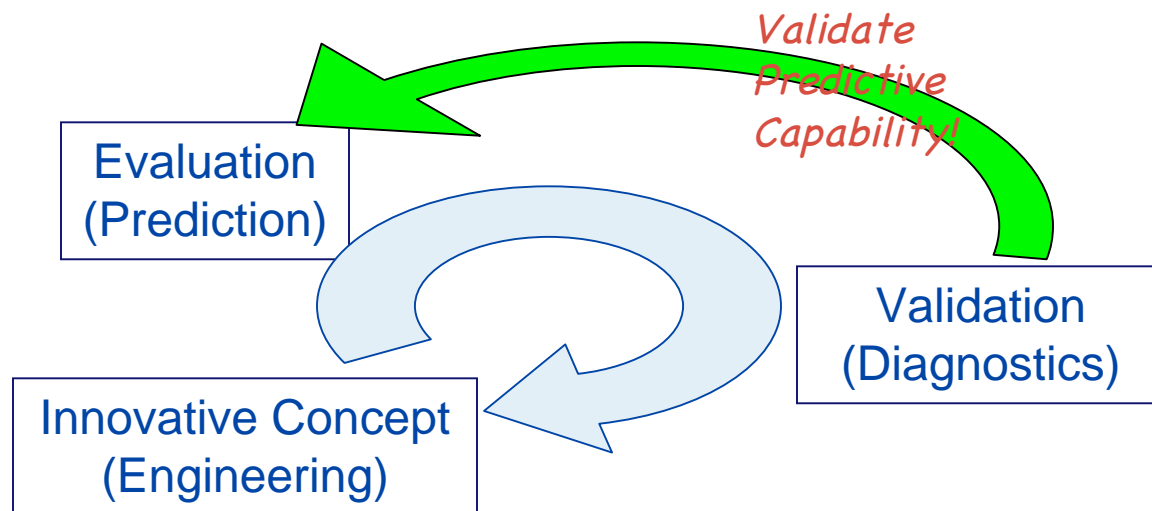 Validate
Predictive
Capability!
Evaluation
(Prediction)
Validation
(Diagnostics)
Innovative Concept
(Engineering)